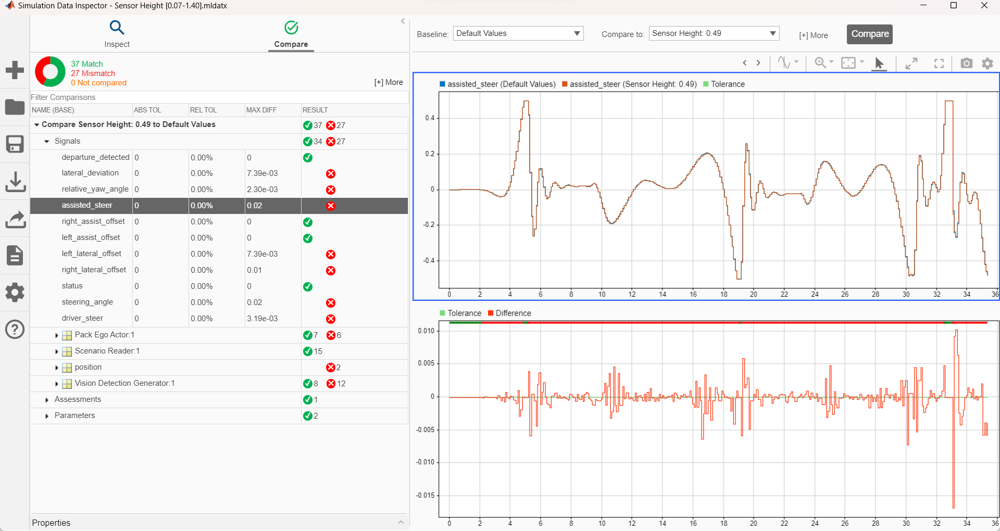 Simulation Data Inspector - Sensor Height [0.07-1.40].mldatx
Inspect
Compare
37 Match
27 Mismatch
0 Not compared
[+] More
Filter Comparisons
NAME (BASE) ABS TOL REL TOL MAX DIFF RESULT
Compare Sensor Height: 0.49 to Default Values 37 27
Signals 34 27
departure_detected 0 0.00% 0
lateral_deviation 0 0.00% 7.39e-03
relative_yaw_angle 0 0.00% 2.30e-03
assisted_steer 0 0.00% 0.02
right_assist_offset 0 0.00% 0
left_assist_offset 0 0.00% 0
left_lateral_offset 0 0.00% 7.39e-03
right_lateral_offset 0 0.00% 0.01
status 0 0.00% 0
steering_angle 0 0.00% 0.02
driver_steer 0 0.00% 3.19e-03
Pack Ego Actor:1 7 6
Scenario Reader:1 15
position 2
Vision Detection Generator:1 8 12
Assessments 1
Parameters 2
Properties
Baseline: Default Values Compare to: Sensor Height: 0.49 [+] More Compare
assisted_steer (Default Values) assisted_steer (Sensor Height: 0.49) Tolerance
0.4
0.2
0
-0.2
-0.4
0 2 4 6 8 10 12 14 16 18 20 22 24 26 28 30 32 34 36
Tolerance Difference
0.010
0.005
0
-0.005
-0.010
-0.015
0 2 4 6 8 10 12 14 16 18 20 22 24 26 28 30 32 34 36